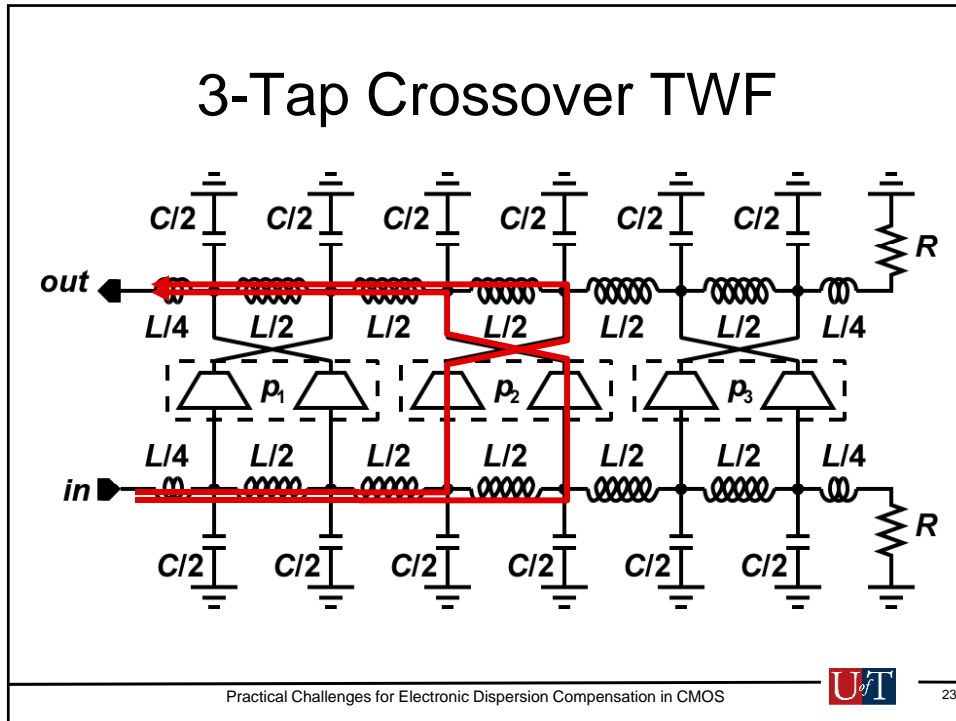 3-Tap Crossover TWF
C/2 C/2 C/2 C/2 C/2 C/2
R
out
L/4 L/2 L/2 L/2 L/2 L/2 L/4
p1 p2 p3
L/4 L/2 L/2 L/2 L/2 L/2 L/4
in
R
C/2 C/2 C/2 C/2 C/2 C/2
Practical Challenges for Electronic Dispersion Compensation in CMOS
UofT
23